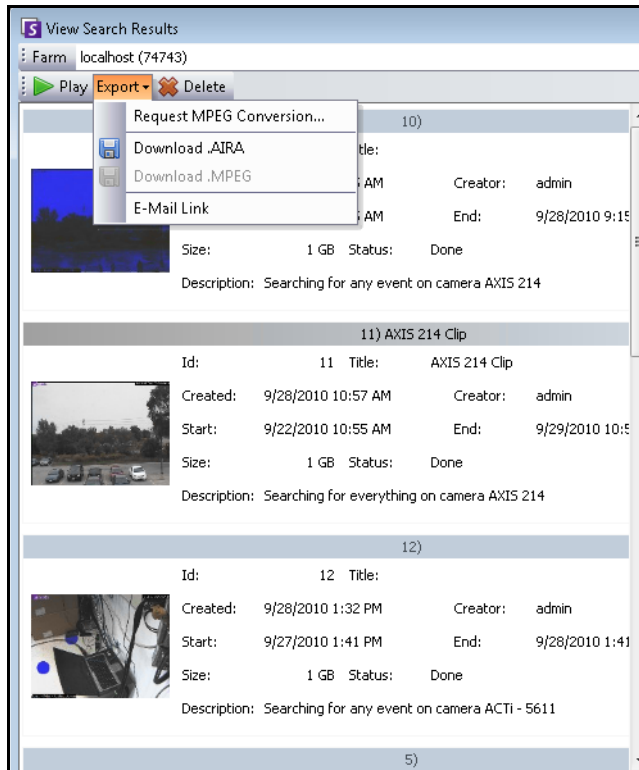 View Search Results
Farm localhost (74743)
Play Export Delete
Request MPEG Conversion...
Download .AIRA
Download .MPEG
E-Mail Link
10)
tle:
AM Creator: admin
AM End: 9/28/2010 9:15
Size: 1 GB Status: Done
Description: Searching for any event on camera AXIS 214
11) AXIS 214 Clip
Id: 11 Title: AXIS 214 Clip
Created: 9/28/2010 10:57 AM Creator: admin
Start: 9/22/2010 10:55 AM End: 9/29/2010 10:5
Size: 1 GB Status: Done
Description: Searching for everything on camera AXIS 214
12)
Id: 12 Title:
Created: 9/28/2010 1:32 PM Creator: admin
Start: 9/27/2010 1:41 PM End: 9/28/2010 1:41
Size: 1 GB Status: Done
Description: Searching for any event on camera ACTi - 5611
5)